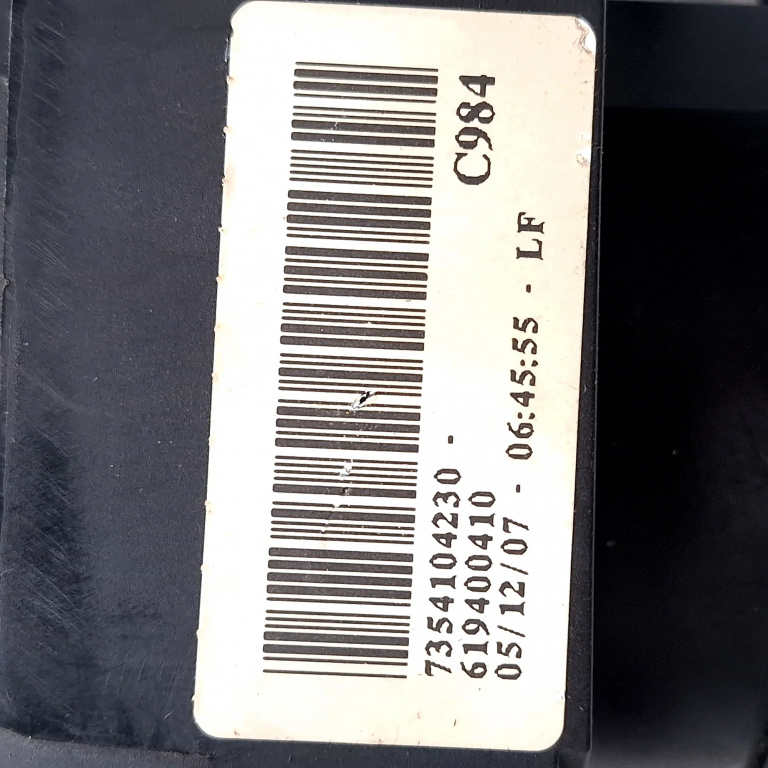 C984
7354104230 -
619400410
05/12/07 - 06:45:55 - LF